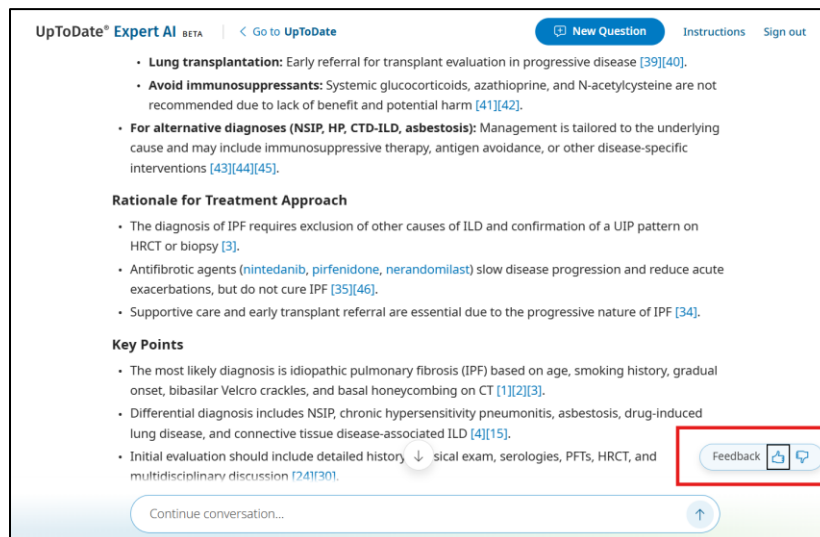 UpToDate® Expert AI BETA < Go to UpToDate New Question Instructions Sign out
• Lung transplantation: Early referral for transplant evaluation in progressive disease [39][40].
• Avoid immunosuppressants: Systemic glucocorticoids, azathioprine, and N-acetylcysteine are not
recommended due to lack of benefit and potential harm [41][42].
• For alternative diagnoses (NSIP, HP, CTD-ILD, asbestosis): Management is tailored to the underlying
cause and may include immunosuppressive therapy, antigen avoidance, or other disease-specific
interventions [43][44][45].
Rationale for Treatment Approach
• The diagnosis of IPF requires exclusion of other causes of ILD and confirmation of a UIP pattern on
HRCT or biopsy [3].
• Antifibrotic agents (nintedanib, pirfenidone, nerandomilast) slow disease progression and reduce acute
exacerbations, but do not cure IPF [35][46].
• Supportive care and early transplant referral are essential due to the progressive nature of IPF [34].
Key Points
• The most likely diagnosis is idiopathic pulmonary fibrosis (IPF) based on age, smoking history, gradual
onset, bibasilar Velcro crackles, and basal honeycombing on CT [1][2][3].
• Differential diagnosis includes NSIP, chronic hypersensitivity pneumonitis, asbestosis, drug-induced
lung disease, and connective tissue disease-associated ILD [4][15].
• Initial evaluation should include detailed history, sical exam, serologies, PFTs, HRCT, and
multidisciplinary discussion [24][30].
Feedback
Continue conversation...